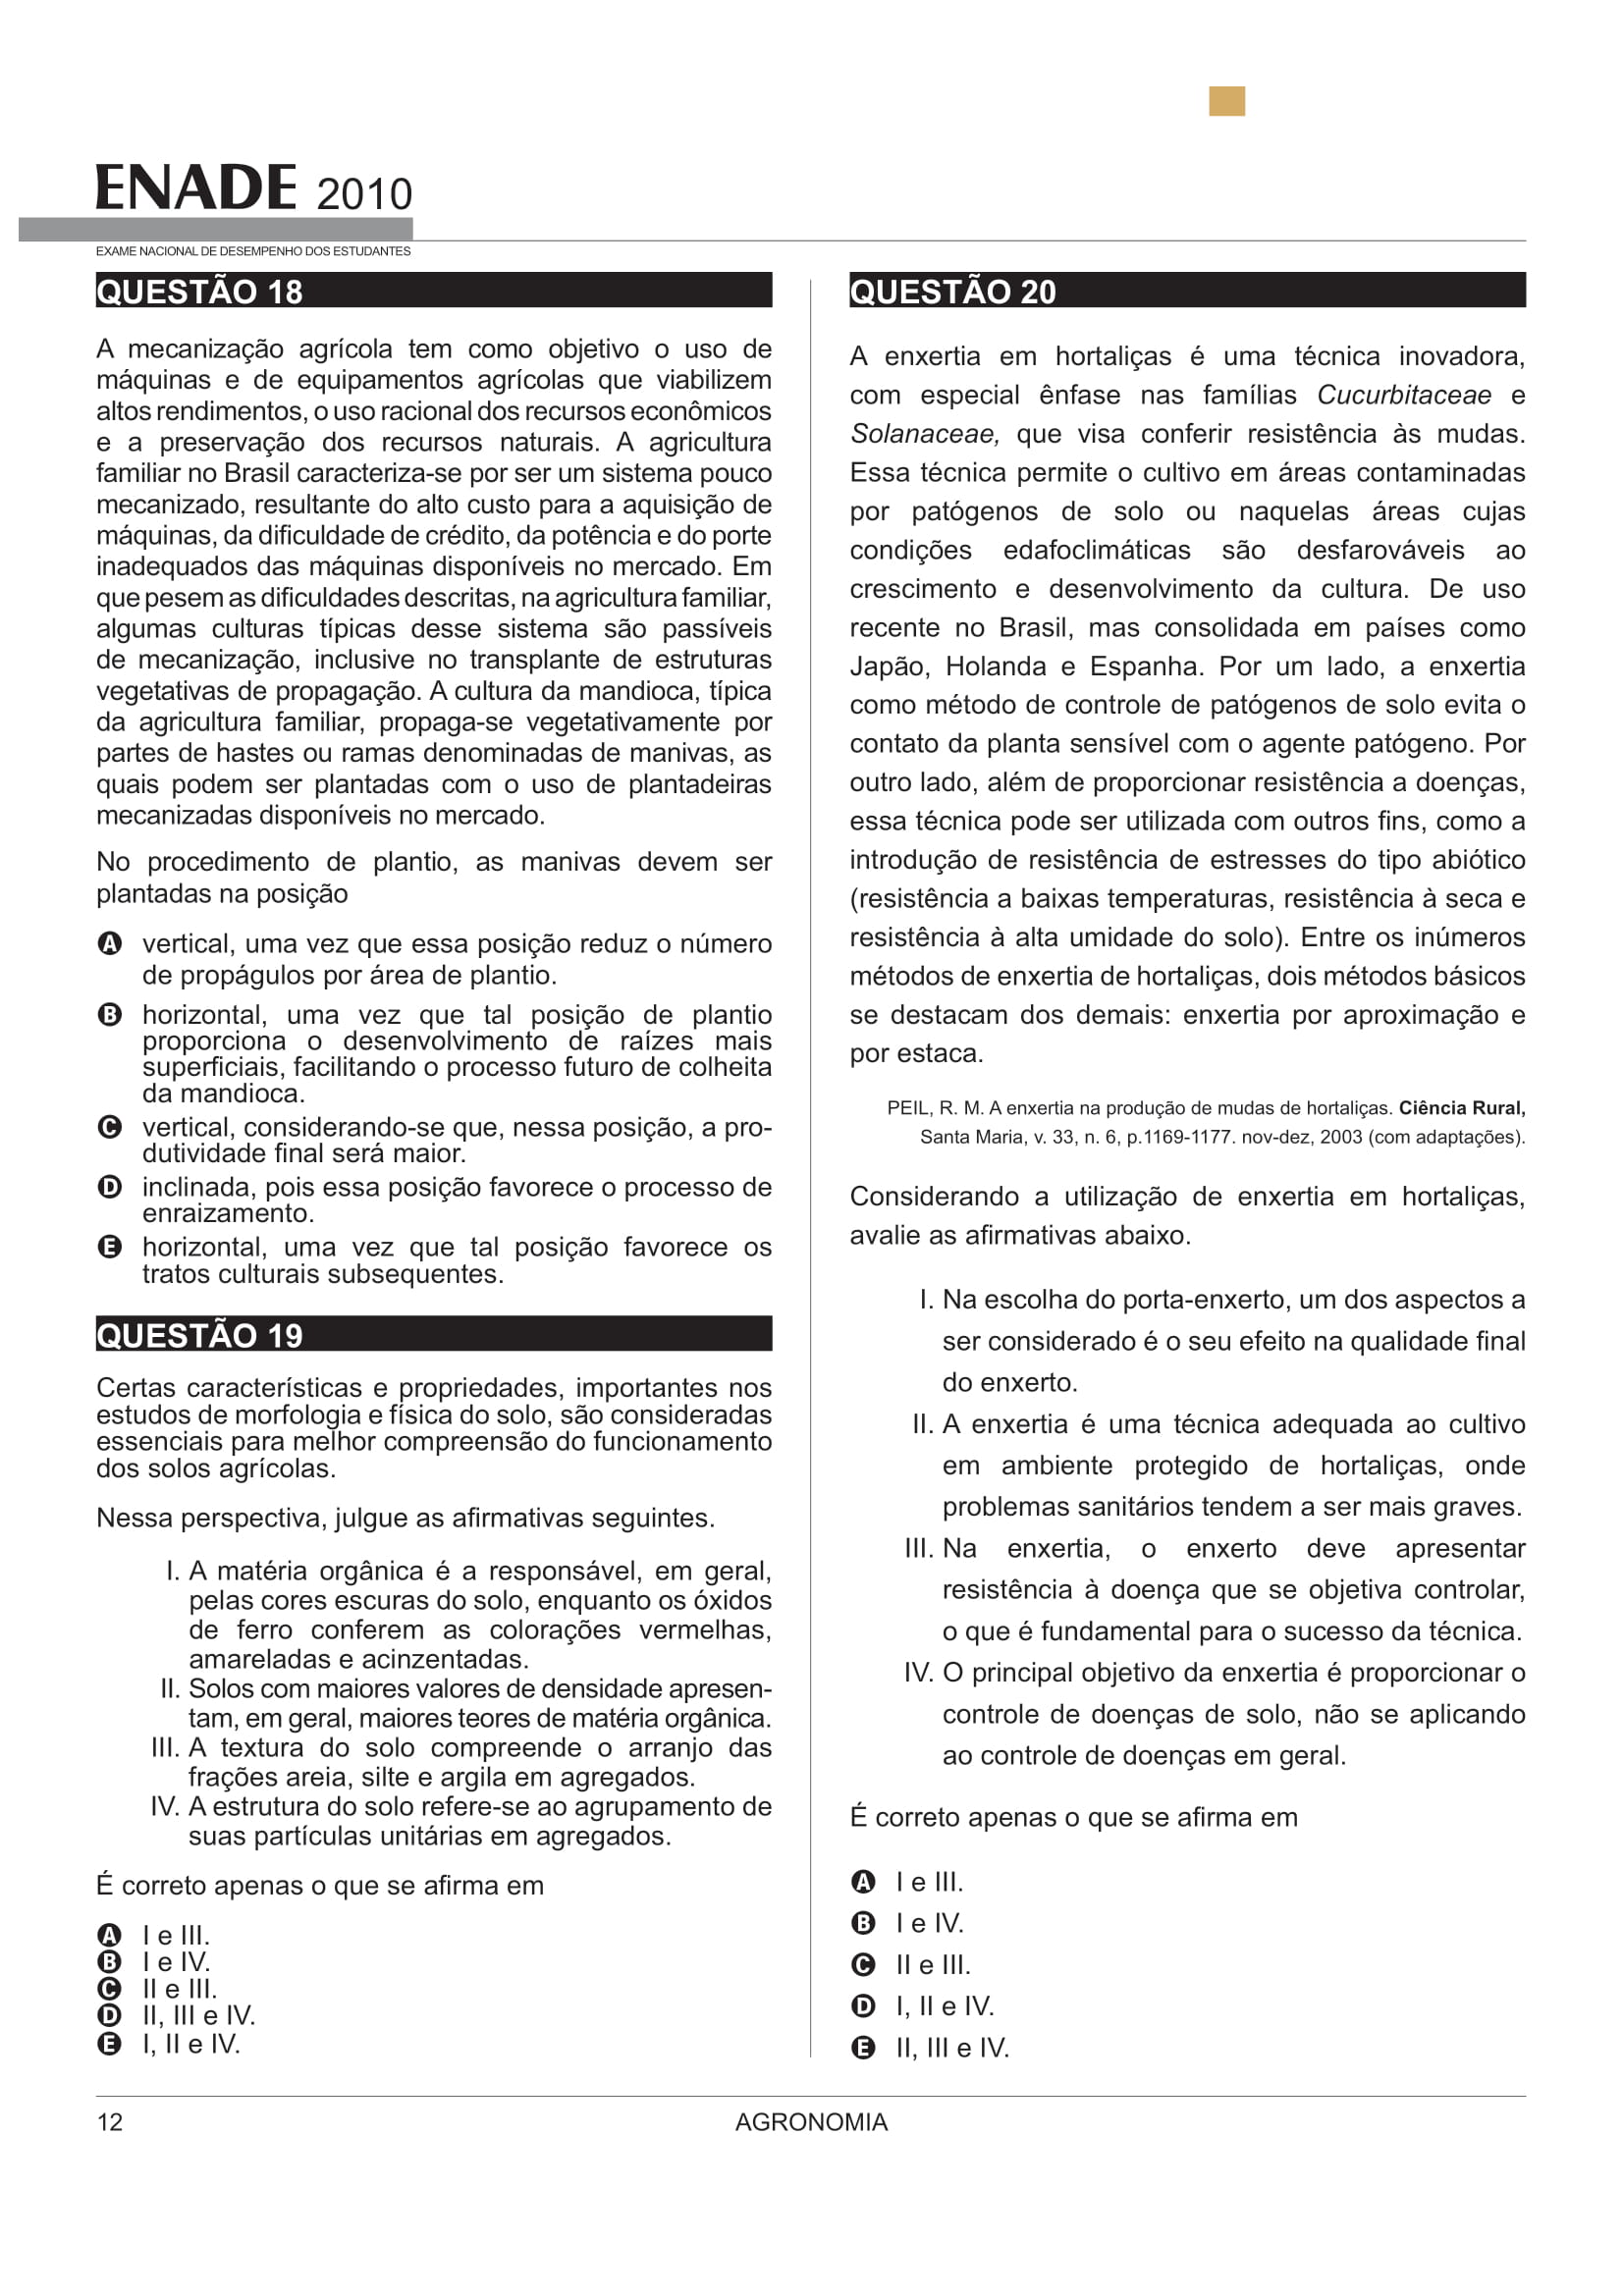 ENADE 2010
EXAME NACIONAL DE DESEMPENHO DOS ESTUDANTES
QUESTÃO 18
A mecanização agrícola tem como objetivo o uso de
máquinas e de equipamentos agrícolas que viabilizem
altos rendimentos, o uso racional dos recursos econômicos
e a preservação dos recursos naturais. A agricultura
familiar no Brasil caracteriza-se por ser um sistema pouco
mecanizado, resultante do alto custo para a aquisição de
máquinas, da dificuldade de crédito, da potência e do porte
inadequados das máquinas disponíveis no mercado. Em
que pesem as dificuldades descritas, na agricultura familiar,
algumas culturas típicas desse sistema são passíveis
de mecanização, inclusive no transplante de estruturas
vegetativas de propagação. A cultura da mandioca, típica
da agricultura familiar, propaga-se vegetativamente por
partes de hastes ou ramas denominadas de manivas, as
quais podem ser plantadas com o uso de plantadeiras
mecanizadas disponíveis no mercado.
No procedimento de plantio, as manivas devem ser
plantadas na posição
A vertical, uma vez que essa posição reduz o número
de propágulos por área de plantio.
B horizontal, uma vez que tal posição de plantio
proporciona o desenvolvimento de raízes mais
superficiais, facilitando o processo futuro de colheita
da mandioca.
C vertical, considerando-se que, nessa posição, a pro-
dutividade final será maior.
D inclinada, pois essa posição favorece o processo de
enraizamento.
E horizontal, uma vez que tal posição favorece os
tratos culturais subsequentes.
QUESTÃO 19
Certas características e propriedades, importantes nos
estudos de morfologia e física do solo, são consideradas
essenciais para melhor compreensão do funcionamento
dos solos agrícolas.
Nessa perspectiva, julgue as afirmativas seguintes.
I. A matéria orgânica é a responsável, em geral,
pelas cores escuras do solo, enquanto os óxidos
de ferro conferem as colorações vermelhas,
amareladas e acinzentadas.
II. Solos com maiores valores de densidade apresen-
tam, em geral, maiores teores de matéria orgânica.
III. A textura do solo compreende o arranjo das
frações areia, silte e argila em agregados.
IV. A estrutura do solo refere-se ao agrupamento de
suas partículas unitárias em agregados.
É correto apenas o que se afirma em
A I e III.
B I e IV.
C II e III.
D II, III e IV.
E I, II e IV.
QUESTÃO 20
A enxertia em hortaliças é uma técnica inovadora,
com especial ênfase nas famílias Cucurbitaceae e
Solanaceae, que visa conferir resistência às mudas.
Essa técnica permite o cultivo em áreas contaminadas
por patógenos de solo ou naquelas áreas cujas
condições edafoclimáticas são desfarováveis ao
crescimento e desenvolvimento da cultura. De uso
recente no Brasil, mas consolidada em países como
Japão, Holanda e Espanha. Por um lado, a enxertia
como método de controle de patógenos de solo evita o
contato da planta sensível com o agente patógeno. Por
outro lado, além de proporcionar resistência a doenças,
essa técnica pode ser utilizada com outros fins, como a
introdução de resistência de estresses do tipo abiótico
(resistência a baixas temperaturas, resistência à seca e
resistência à alta umidade do solo). Entre os inúmeros
métodos de enxertia de hortaliças, dois métodos básicos
se destacam dos demais: enxertia por aproximação e
por estaca.
PEIL, R. M. A enxertia na produção de mudas de hortaliças. Ciência Rural,
Santa Maria, v. 33, n. 6, p.1169-1177. nov-dez, 2003 (com adaptações).
Considerando a utilização de enxertia em hortaliças,
avalie as afirmativas abaixo.
I. Na escolha do porta-enxerto, um dos aspectos a
ser considerado é o seu efeito na qualidade final
do enxerto.
II. A enxertia é uma técnica adequada ao cultivo
em ambiente protegido de hortaliças, onde
problemas sanitários tendem a ser mais graves.
III. Na enxertia, o enxerto deve apresentar
resistência à doença que se objetiva controlar,
o que é fundamental para o sucesso da técnica.
IV. O principal objetivo da enxertia é proporcionar o
controle de doenças de solo, não se aplicando
ao controle de doenças em geral.
É correto apenas o que se afirma em
A I e III.
B I e IV.
C II e III.
D I, II e IV.
E II, III e IV.
12
AGRONOMIA